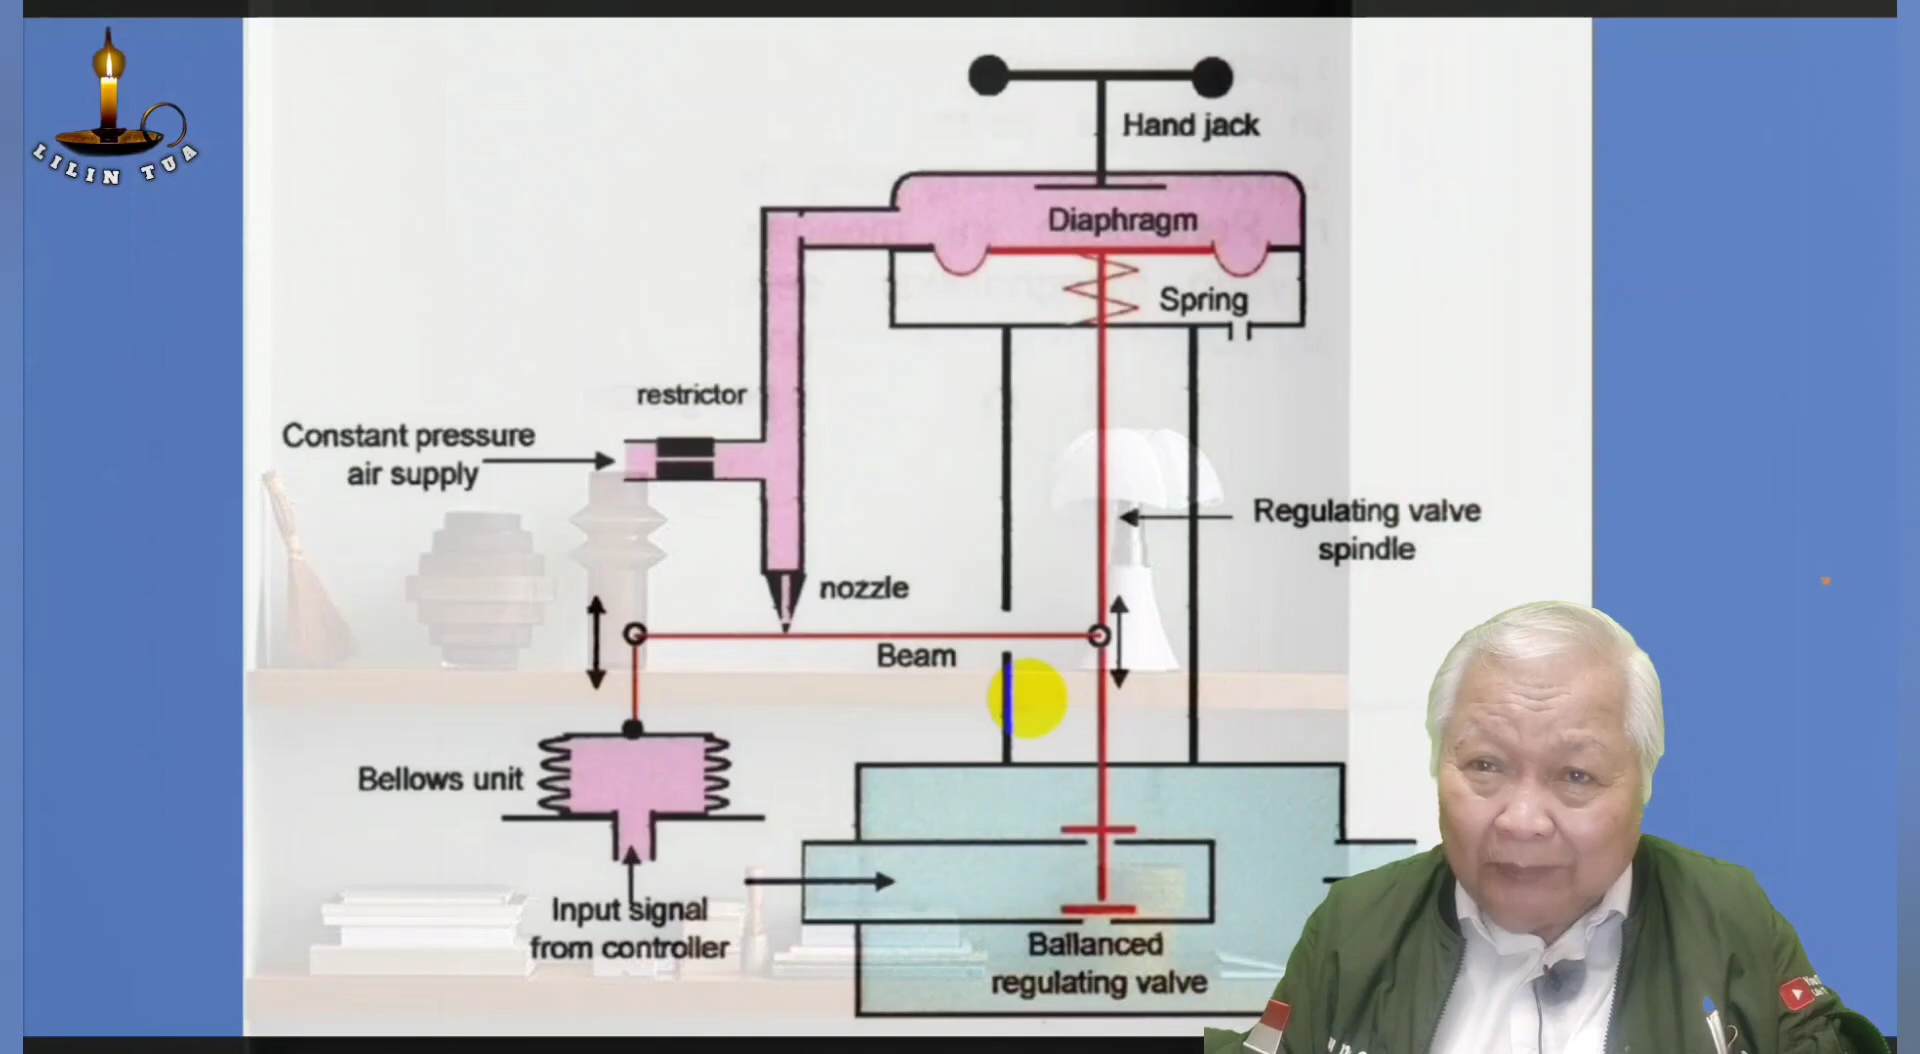 LILIN TUA
Hand jack
Diaphragm
Spring
restrictor
Constant pressure
air supply
Regulating valve
spindle
nozzle
Beam
Bellows unit
Input signal
from controller
Ballanced
regulating valve